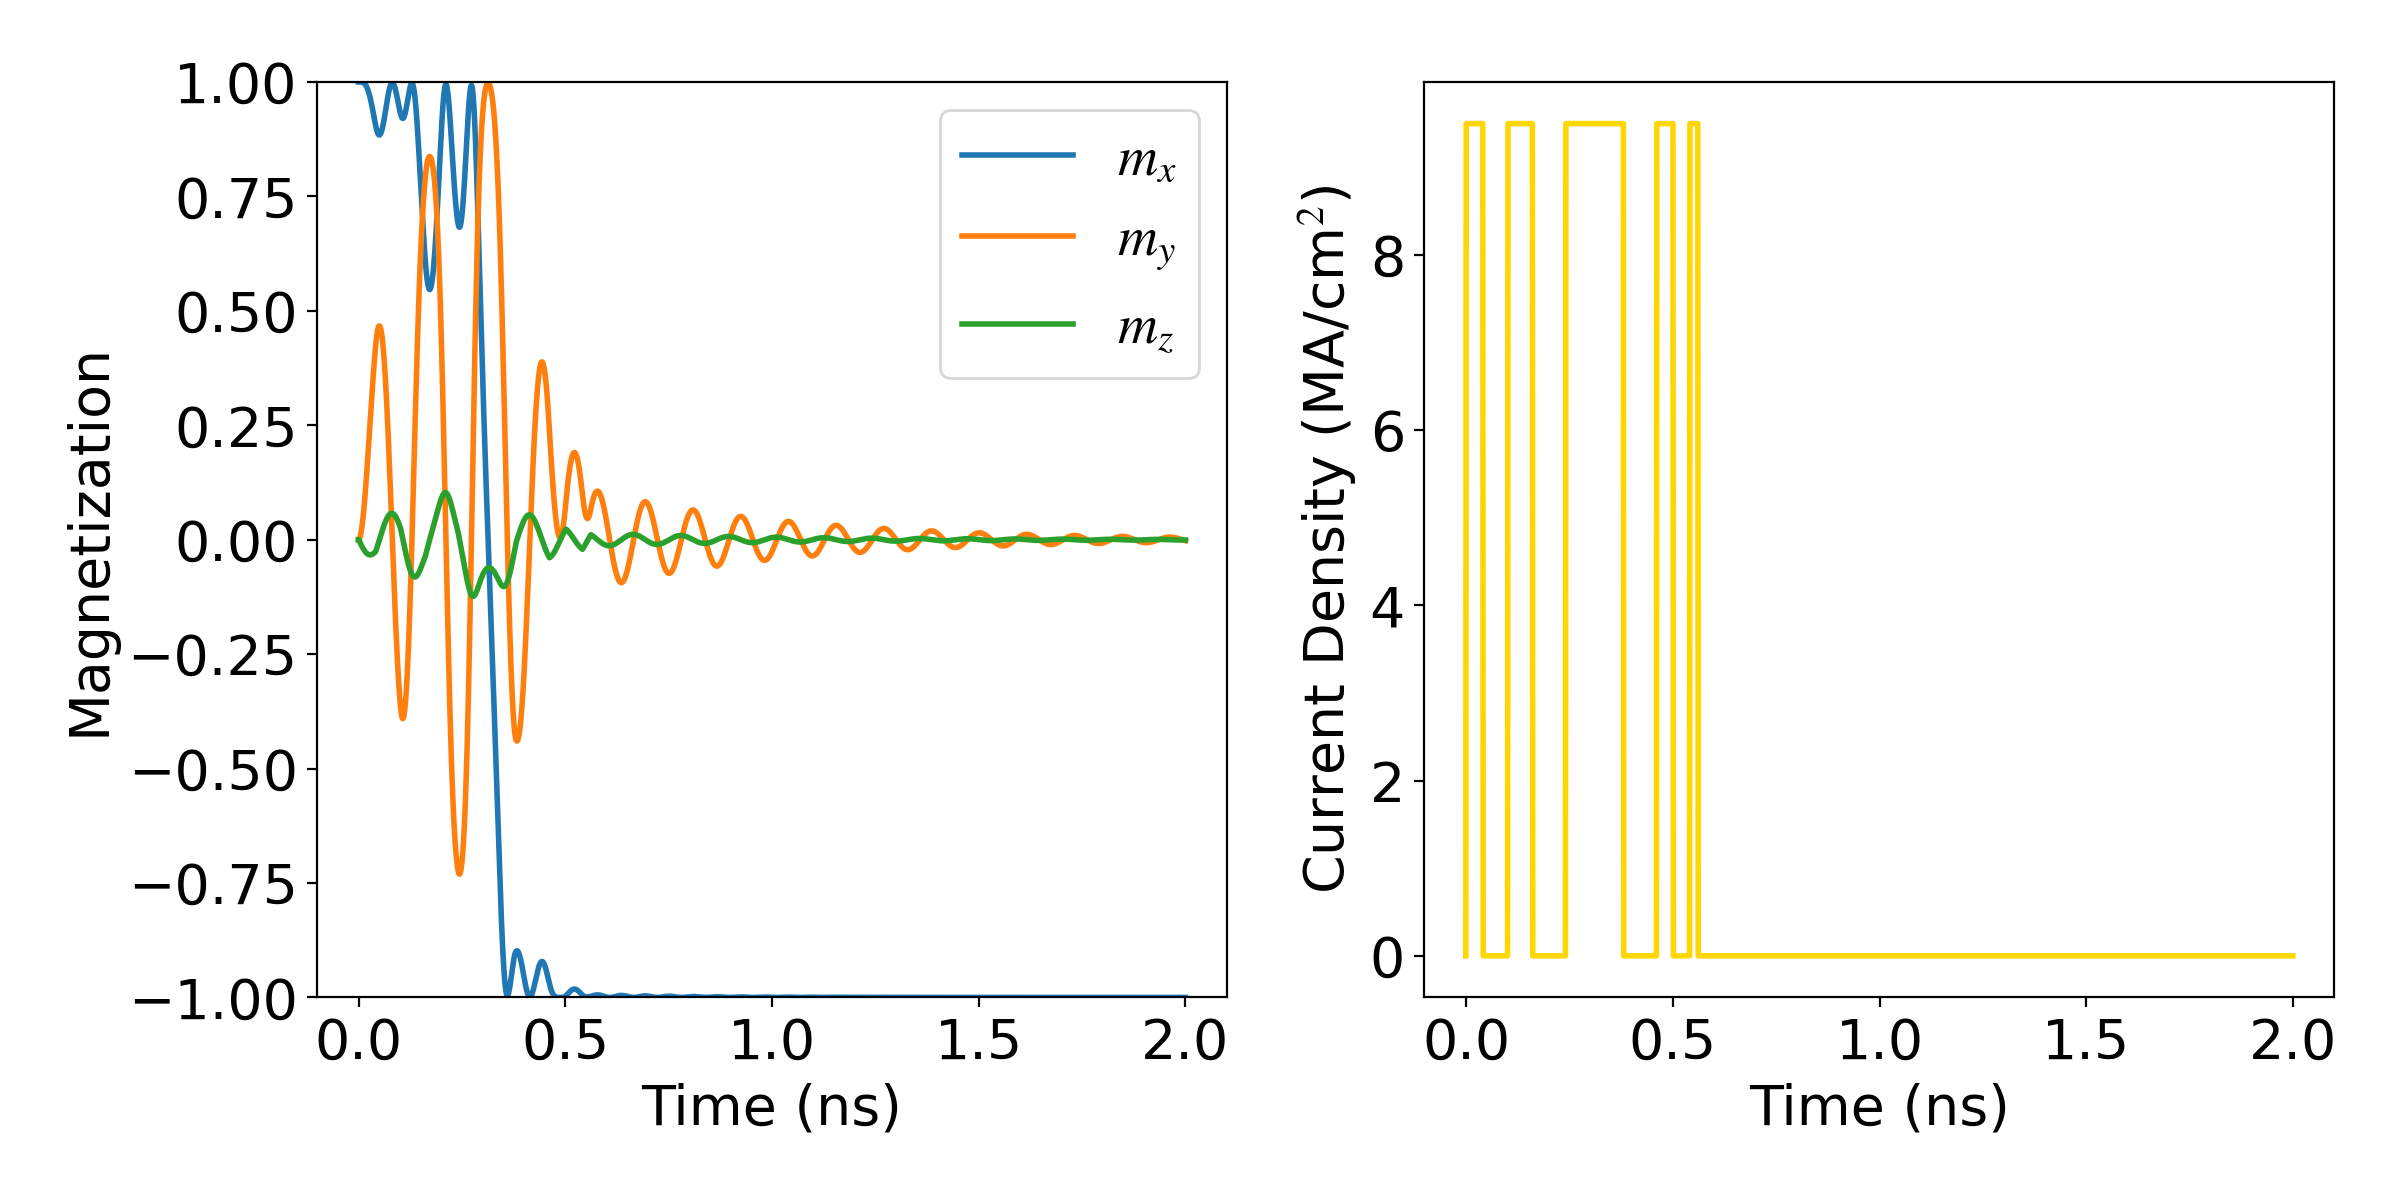 1.00
0.75
0.50
0.25
0.00
−0.25
−0.50
−0.75
−1.00
Magnetization
0.0 0.5 1.0 1.5 2.0
Time (ns)
m_x
m_y
m_z
8
6
4
2
0
Current Density (MA/cm²)
0.0 0.5 1.0 1.5 2.0
Time (ns)